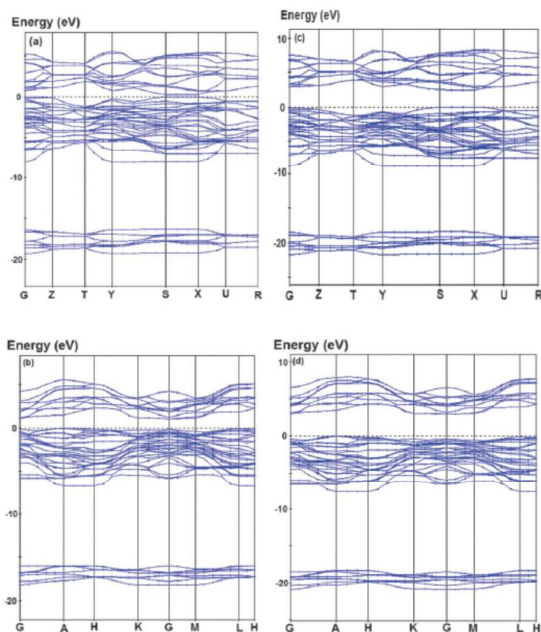 Energy (eV)
(a)
0
-10
-20
G Z T Y S X U R
Energy (eV)
(c)
10
0
-10
-20
G Z T Y S X U R
Energy (eV)
(b)
0
-10
-20
G A H K G M L H
Energy (eV)
(d)
10
0
-10
-20
G A H K G M L H